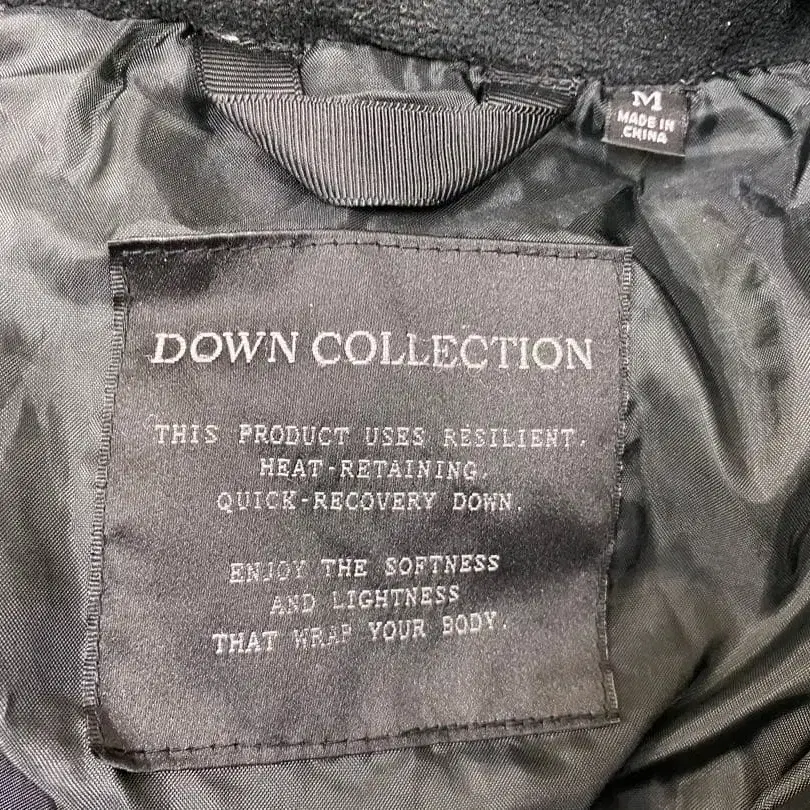 M
MADE IN
CHINA
DOWN COLLECTION
THIS PRODUCT USES RESILIENT,
HEAT-RETAINING,
QUICK-RECOVERY DOWN.
ENJOY THE SOFTNESS
AND LIGHTNESS
THAT WRAP YOUR BODY.